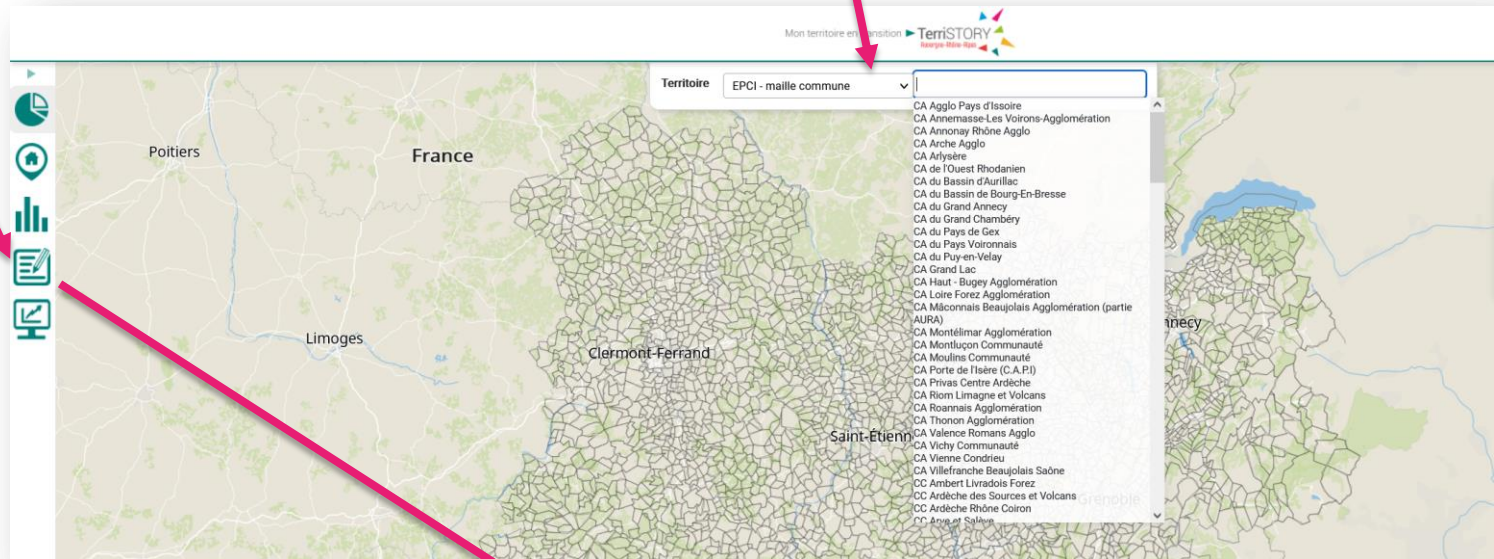 Mon territoire en transition TerriSTORY
Auvergne-Rhône-Alpes
Territoire EPCI - maille commune
CA Agglo Pays d'Issoire
CA Annemasse-Les Voirons-Agglomération
CA Annonay Rhône Agglo
CA Arche Agglo
CA Arlysère
CA de l'Ouest Rhodanien
CA du Bassin d'Aurillac
CA du Bassin de Bourg-En-Bresse
CA du Grand Annecy
CA du Grand Chambéry
CA du Pays de Gex
CA du Pays Voironnais
CA du Puy-en-Velay
CA Grand Lac
CA Haut - Bugey Agglomération
CA Loire Forez Agglomération
CA Mâconnais Beaujolais Agglomération (partie
AURA)
CA Montélimar Agglomération
CA Montluçon Communauté
CA Moulins Communauté
CA Porte de l'Isère (C.A.P.I)
CA Privas Centre Ardèche
CA Riom Limagne et Volcans
CA Roannais Agglomération
CA Thonon Agglomération
CA Valence Romans Agglo
CA Vichy Communauté
CA Vienne Condrieu
CA Villefranche Beaujolais Saône
CC Ambert Livradois Forez
CC Ardèche des Sources et Volcans
CC Ardèche Rhône Coiron
CC Arve et Salève
Poitiers
France
Limoges
Clermont-Ferrand
nnecy
Saint-Étienn
Grenoble